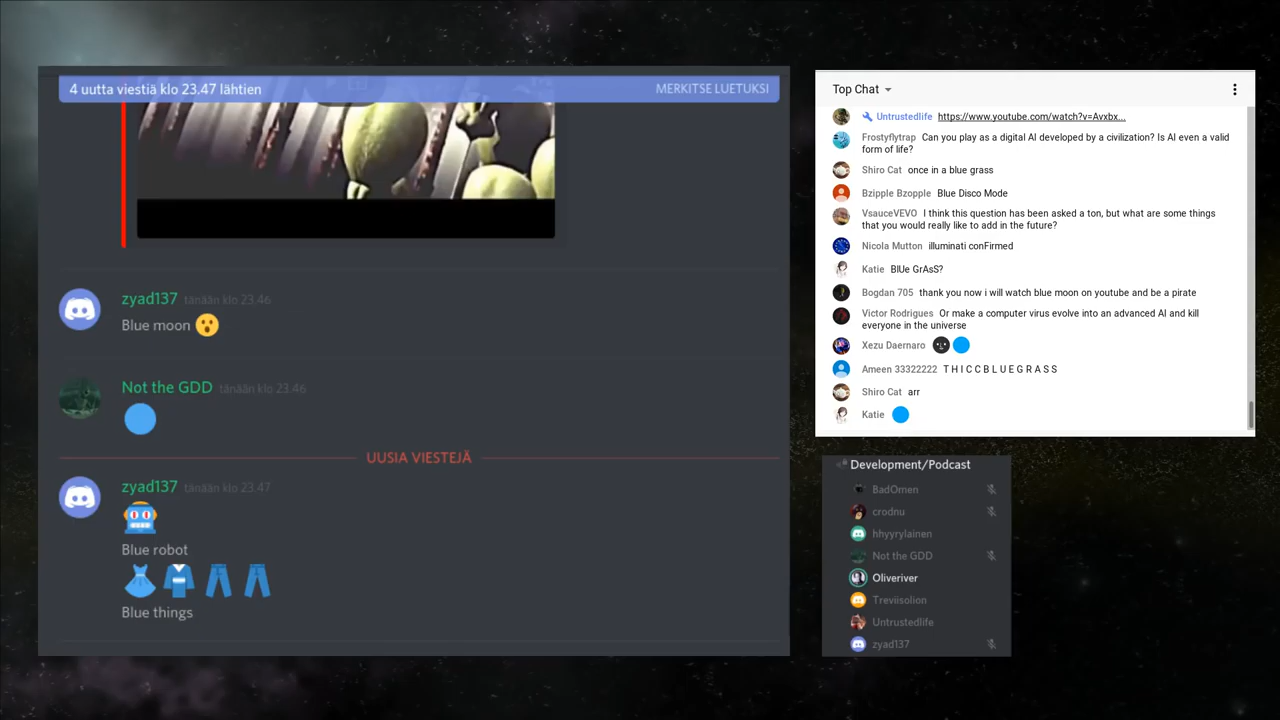 4 uutta viestiä klo 23.47 lähtien
MERKITSE LUETUKSI
zyad137 tänään klo 23.46
Blue moon 😮
Not the GDD tänään klo 23.46
🔵
UUSIA VIESTEJÄ
zyad137 tänään klo 23.47
🤖
Blue robot
👗👘👖👖
Blue things
Top Chat
Untrustedlife https://www.youtube.com/watch?v=Avxbx...
Frostyflytrap Can you play as a digital AI developed by a civilization? Is AI even a valid
form of life?
Shiro Cat once in a blue grass
Bzipple Bzopple Blue Disco Mode
VsauceVEVO I think this question has been asked a ton, but what are some things
that you would really like to add in the future?
Nicola Mutton illuminati conFirmed
Katie BlUe GrAsS?
Bogdan 705 thank you now i will watch blue moon on youtube and be a pirate
Victor Rodrigues Or make a computer virus evolve into an advanced AI and kill
everyone in the universe
Xezu Daernaro 🌚🔵
Ameen 33322222 T H I C C B L U E G R A S S
Shiro Cat arr
Katie 🔵
Development/Podcast
BadOmen
crodnu
hhyyrylainen
Not the GDD
Oliveriver
Treviisolion
Untrustedlife
zyad137